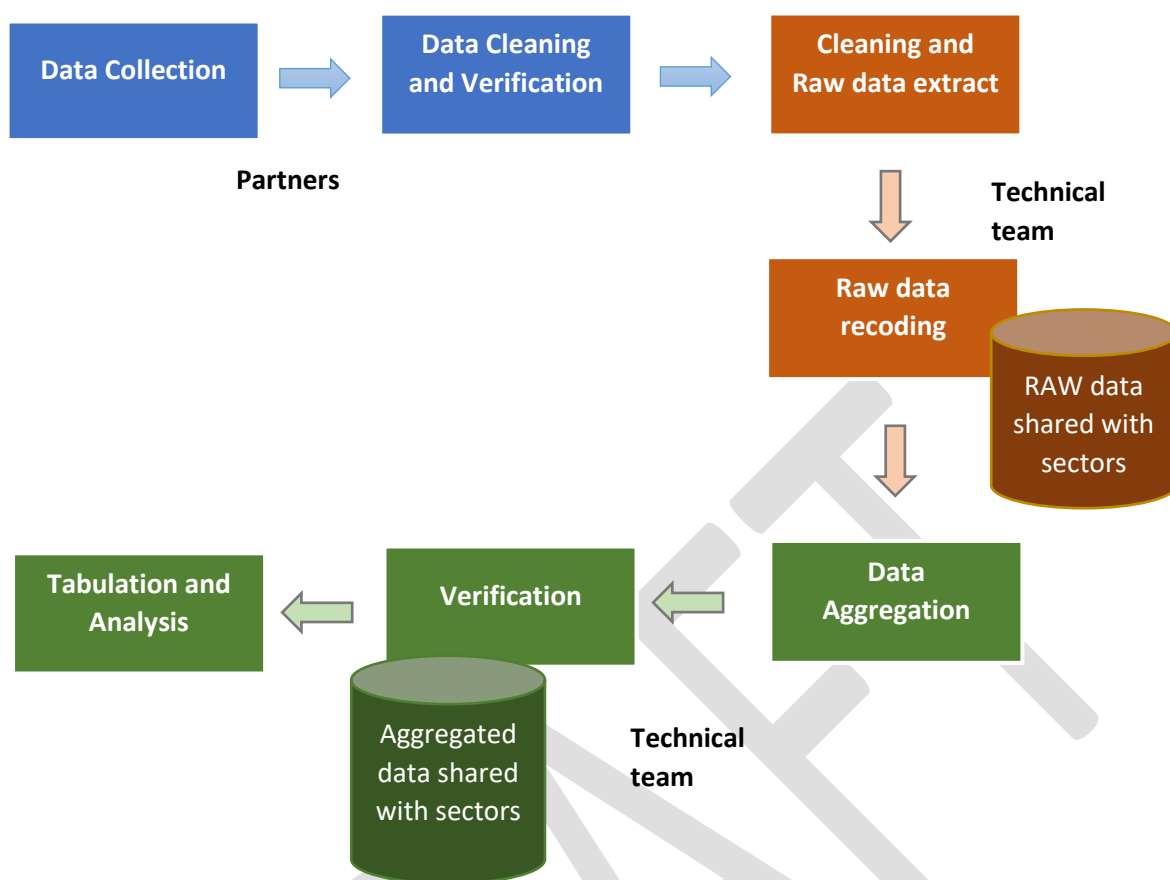 Data Collection
Data Cleaning
and Verification
Cleaning and
Raw data extract
Partners
Technical
team
Raw data
recoding
RAW data
shared with
sectors
Data
Aggregation
Verification
Tabulation and
Analysis
Aggregated
data shared
with sectors
Technical
team